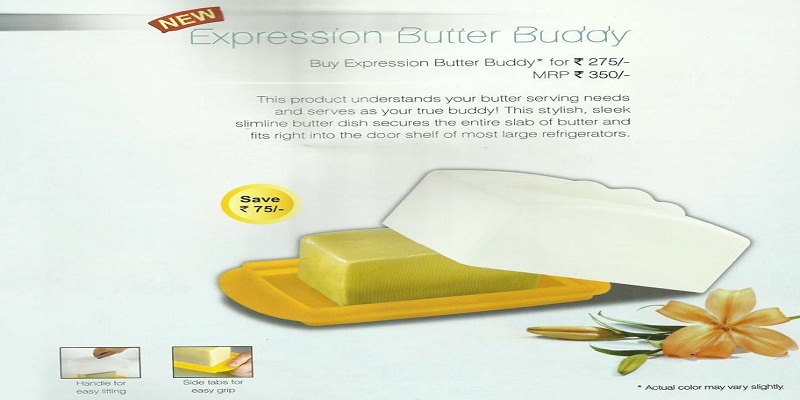 NEW
Expression Butter Buddy
Buy Expression Butter Buddy* for ₹ 275/-
MRP ₹ 350/-
This product understands your butter serving needs
and serves as your true buddy! This stylish, sleek
slimline butter dish secures the entire slab of butter and
fits right into the door shelf of most large refrigerators.
Save
₹ 75/-
Handle for
easy lifting
Side tabs for
easy grip
* Actual color may vary slightly.